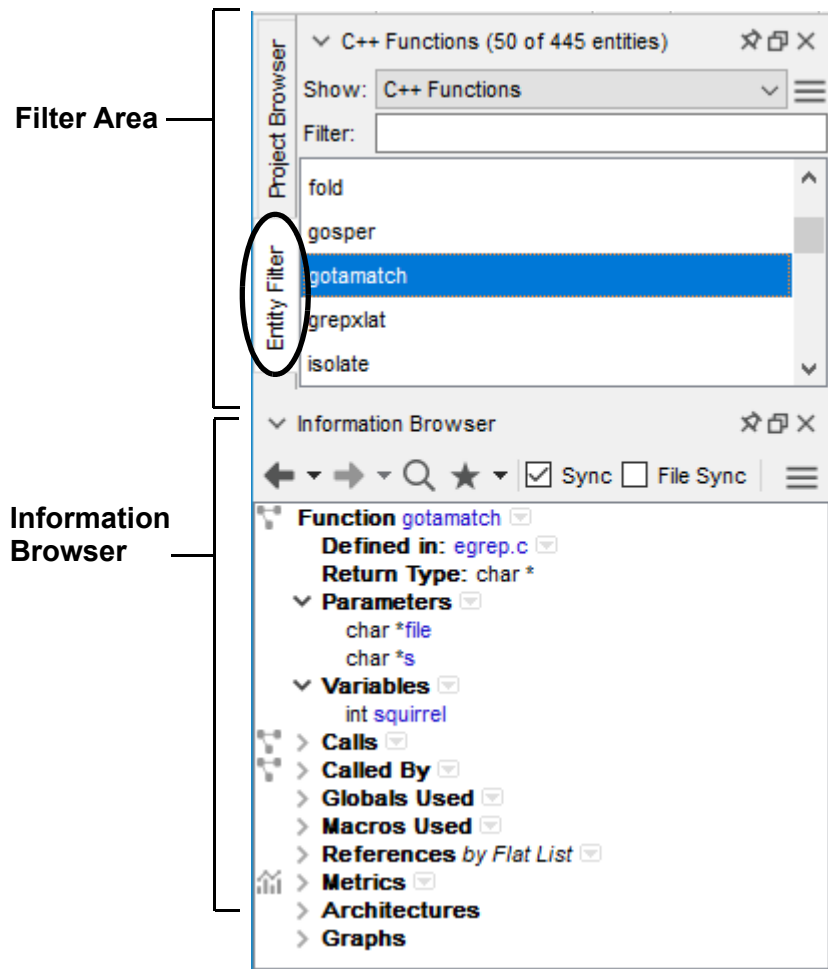 Filter Area
Project Browser
Entity Filter
C++ Functions (50 of 445 entities)
Show: C++ Functions
Filter:
fold
gosper
gotamatch
grepxlat
isolate
Information Browser
Information Browser
Sync File Sync
Function gotamatch
Defined in: egrep.c
Return Type: char *
Parameters
char *file
char *s
Variables
int squirrel
Calls
Called By
Globals Used
Macros Used
References by Flat List
Metrics
Architectures
Graphs